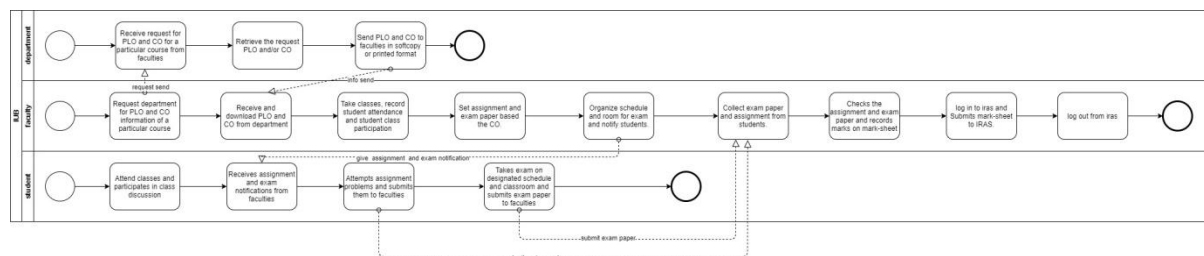 IUB
department
Receive request for
PLO and CO for a
particular course from
faculties
Retrieve the request
PLO and/or CO
Send PLO and CO to
faculties in softcopy
or printed format
request send
info send
faculty
Request department
for PLO and CO
information of a
particular course
Receive and
download PLO and
CO from department
Take classes, record
student attendance
and student class
participation
Set assignment and
exam paper based
the CO.
Organize schedule
and room for exam
and notify students.
Collect exam paper
and assignment from
students.
Checks the
assignment and exam
paper and records
marks on mark-sheet
log in to iras and
Submits mark-sheet
to IRAS.
log out from iras
give assignment and exam notification
student
Attend classes and
participates in class
discussion
Receives assignment
and exam
notifications from
faculties
Attempts assignment
problems and submits
them to faculties
Takes exam on
designated schedule
and classroom and
submits exam paper
to faculties
submit exam paper